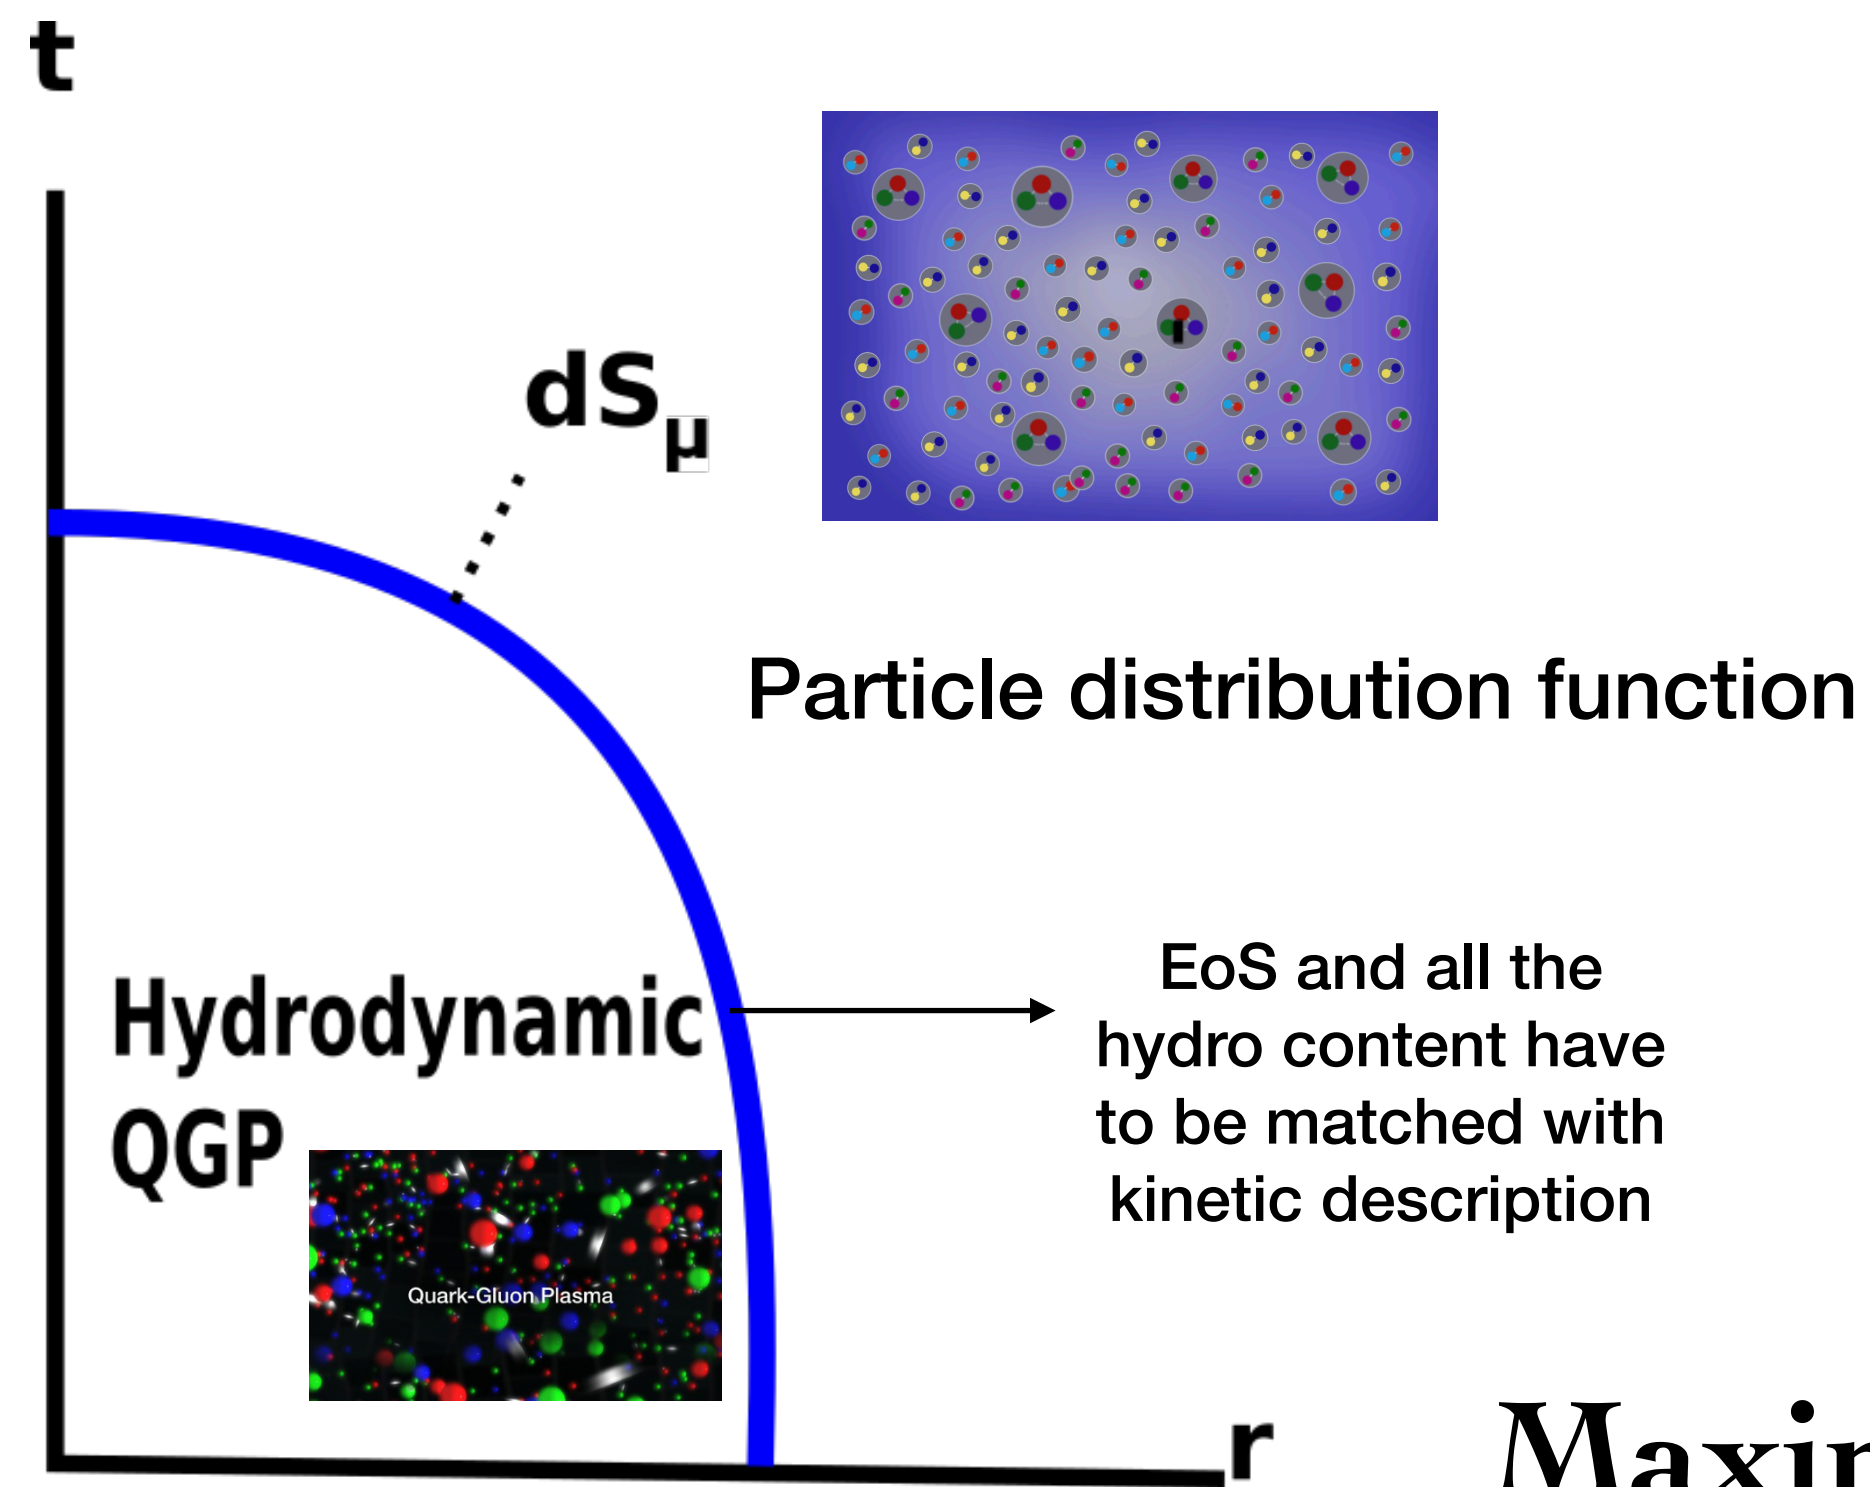 t
dSμ
Particle distribution function
EoS and all the
hydro content have
to be matched with
kinetic description
Hydrodynamic
QGP
Quark-Gluon Plasma
r